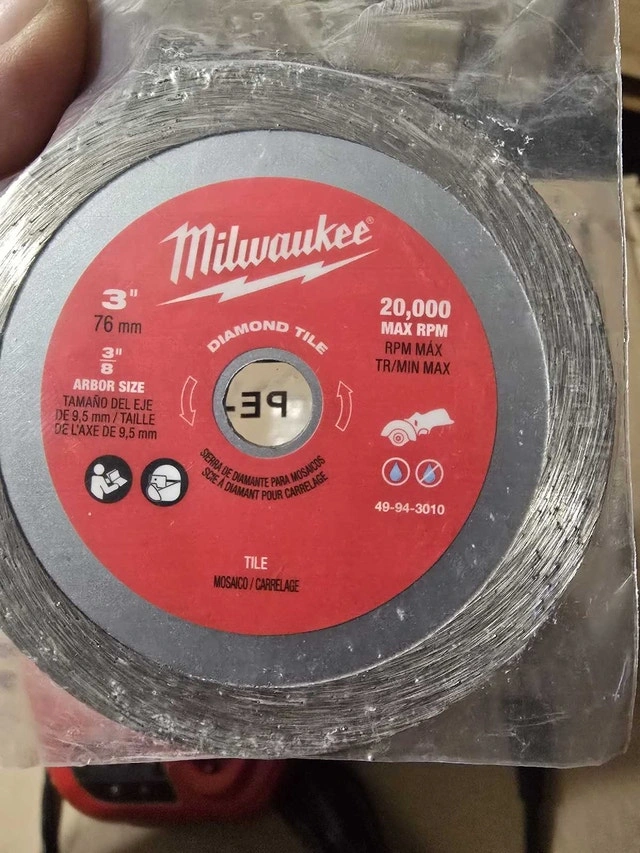 Milwaukee®
3"
76 mm
3"
8
ARBOR SIZE
TAMAÑO DEL EJE
DE 9,5 mm / TAILLE
DE L'AXE DE 9,5 mm
DIAMOND TILE
20,000
MAX RPM
RPM MÁX
TR/MIN MAX
PE-
SIERRA DE DIAMANTE PARA MOSAICOS
SCIE À DIAMANT POUR CARRELAGE
49-94-3010
TILE
MOSAICO / CARRELAGE